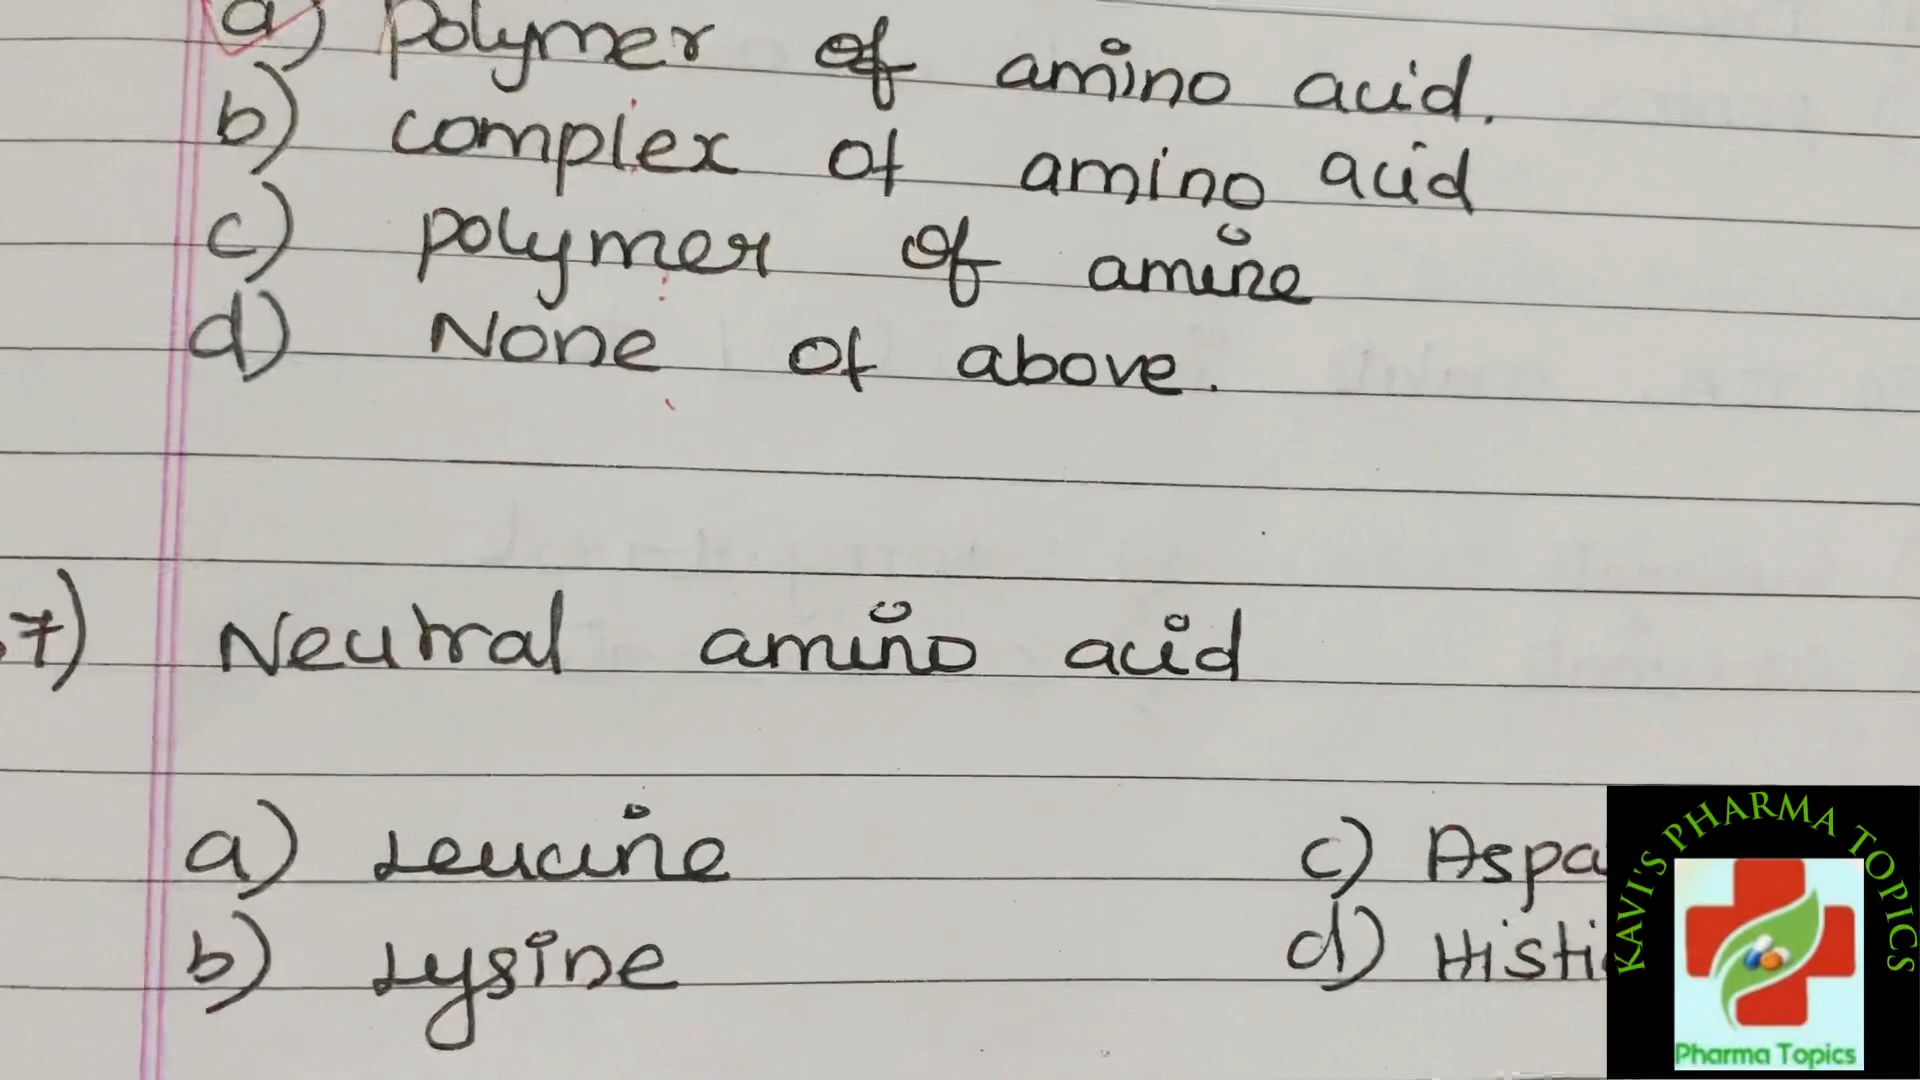 a) polymer of amino acid.
b) complex of amino acid
c) polymer of amine
d) None of above.
7) Neutral amino acid
a) Leucine
c) Aspa
b) Lysine
d) Histi
KAVI'S PHARMA TOPICS
Pharma Topics